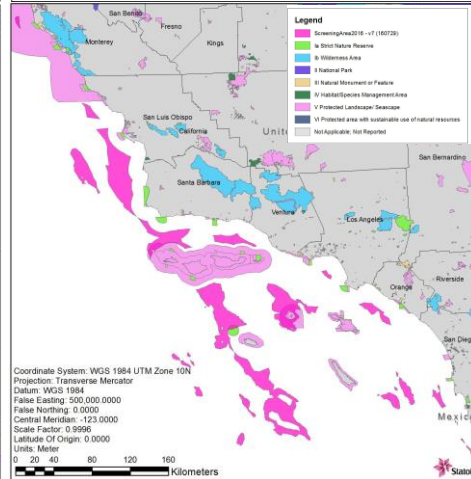 San Benito
Fresno
Monterey
Kings
San Luis Obispo
California
San Bernardino
Santa Barbara
Ventura
Los Angeles
Riverside
Orange
San Dieg
Mexico
Legend
ScreeningArea2016 - v7 (160729)
Ia Strict Nature Reserve
Ib Wilderness Area
II National Park
III Natural Monument or Feature
IV Habitat/Species Management Area
V Protected Landscape/ Seascape
VI Protected area with sustainable use of natural resources
Not Applicable; Not Reported
Coordinate System: WGS 1984 UTM Zone 10N
Projection: Transverse Mercator
Datum: WGS 1984
False Easting: 500,000.0000
False Northing: 0.0000
Central Meridian: -123.0000
Scale Factor: 0.9996
Latitude Of Origin: 0.0000
Units: Meter
0 20 40 80 120 160
Kilometers
Statoil